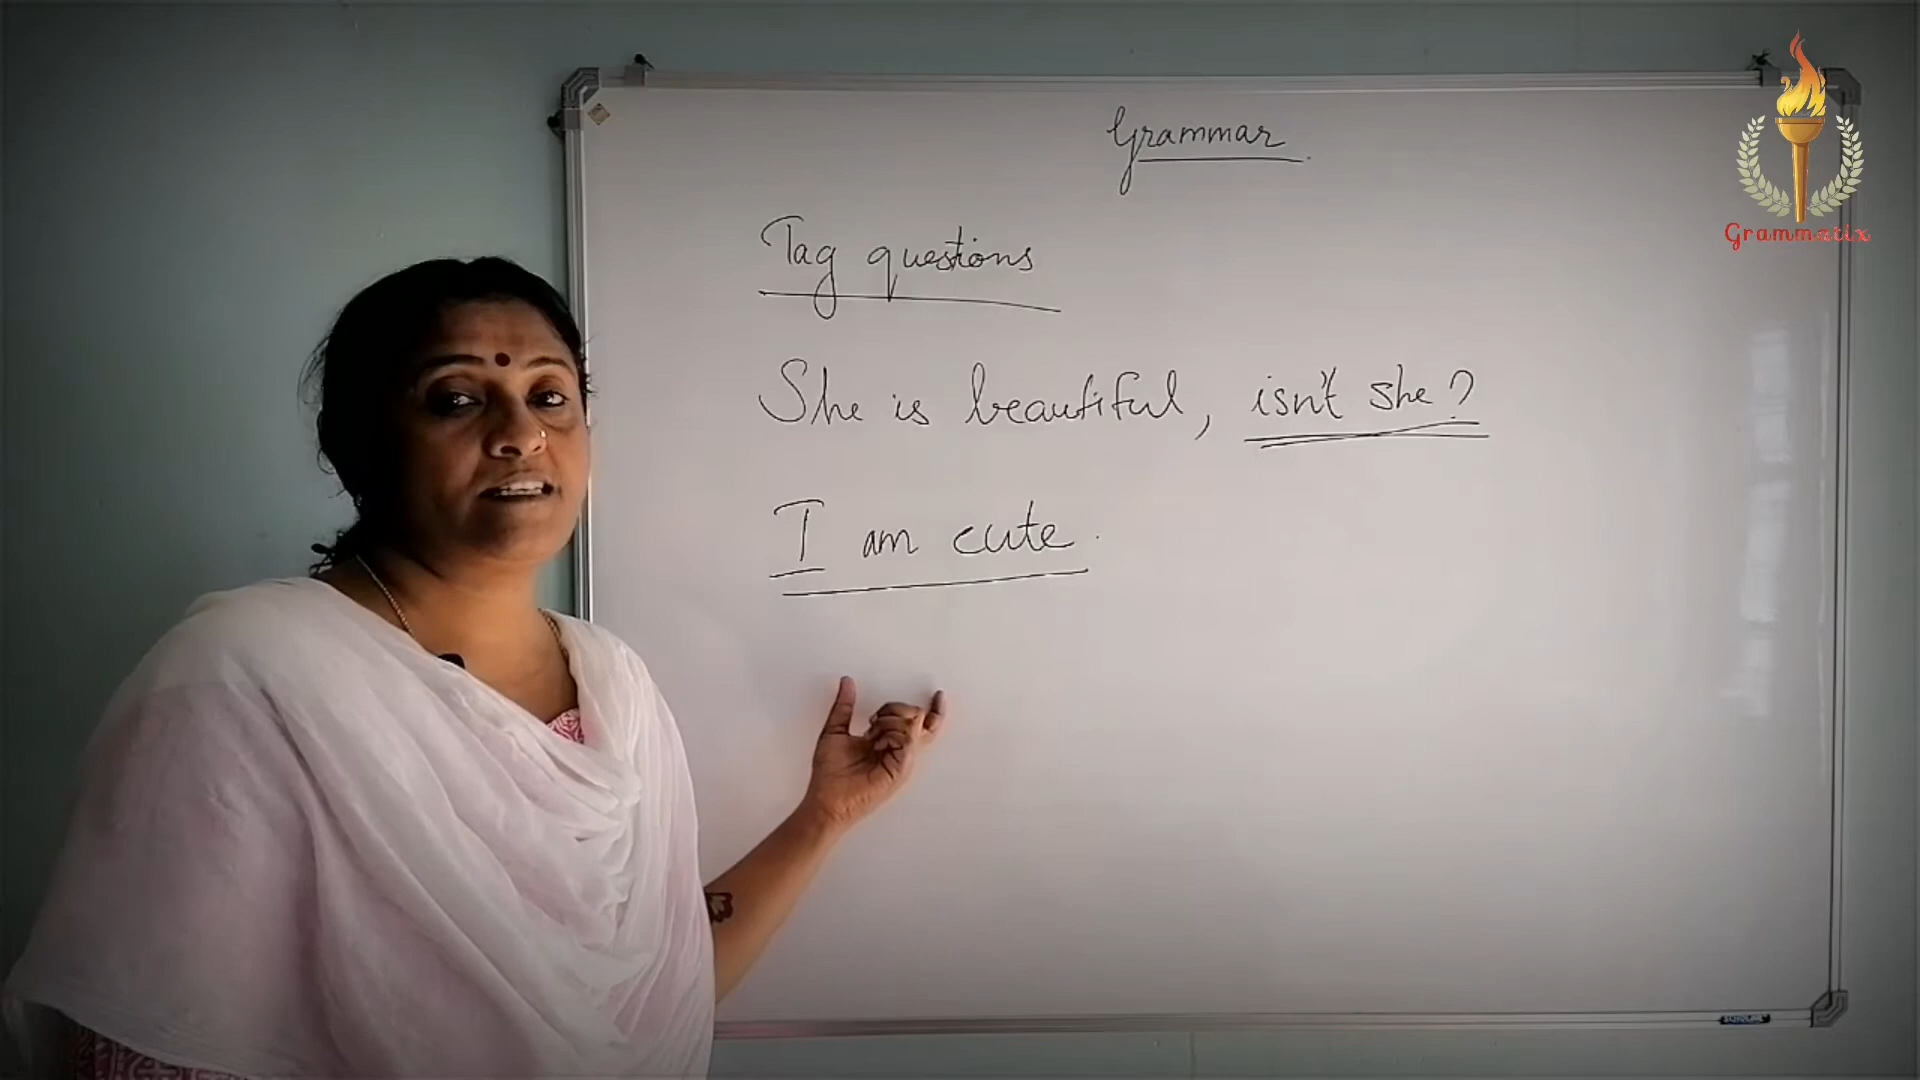 Grammar
Grammatix
Tag questions
She is beautiful, isn't she?
I am cute.